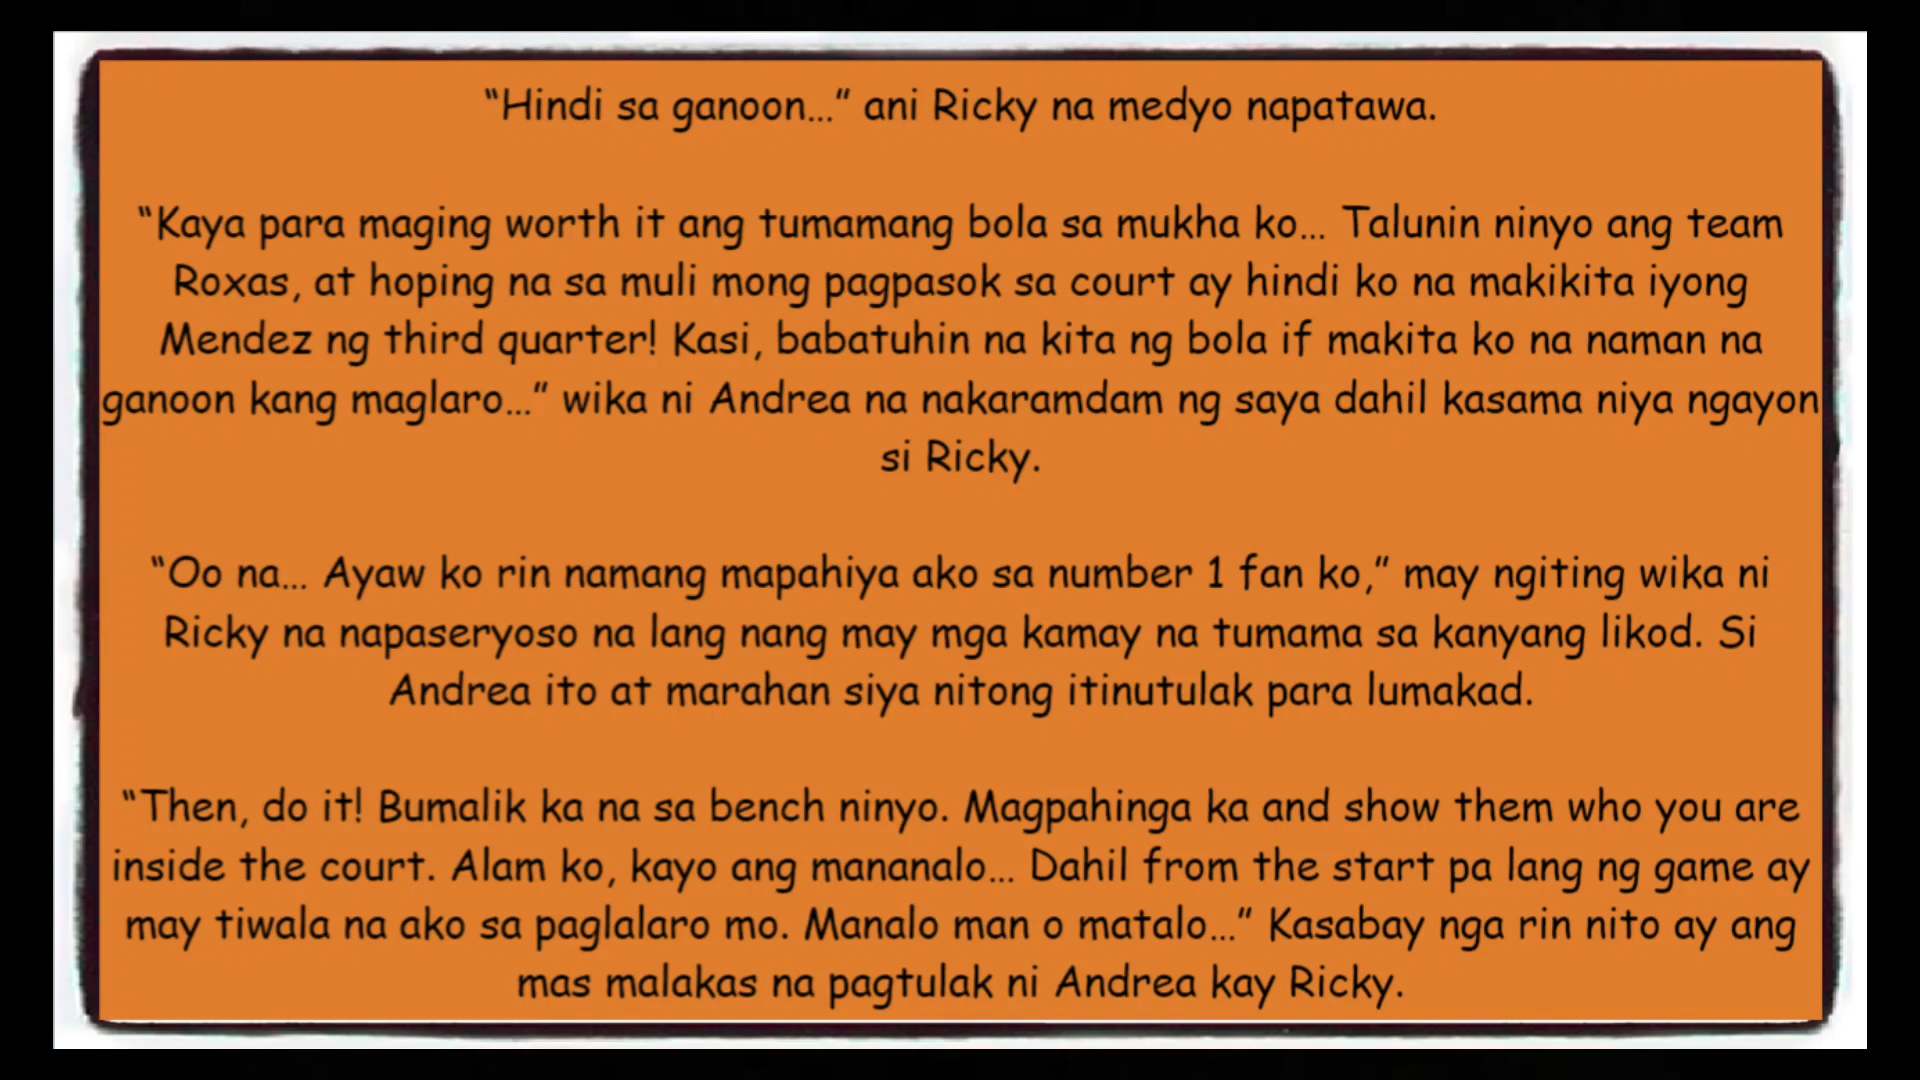 “Hindi sa ganoon...” ani Ricky na medyo napatawa.
“Kaya para maging worth it ang tumamang bola sa mukha ko... Talunin ninyo ang team
Roxas, at hoping na sa muli mong pagpasok sa court ay hindi ko na makikita iyong
Mendez ng third quarter! Kasi, babatuhin na kita ng bola if makita ko na naman na
ganoon kang maglaro...” wika ni Andrea na nakaramdam ng saya dahil kasama niya ngayon
si Ricky.
“Oo na... Ayaw ko rin namang mapahiya ako sa number 1 fan ko,” may ngiting wika ni
Ricky na napaseryoso na lang nang may mga kamay na tumama sa kanyang likod. Si
Andrea ito at marahan siya nitong itinutulak para lumakad.
“Then, do it! Bumalik ka na sa bench ninyo. Magpahinga ka and show them who you are
inside the court. Alam ko, kayo ang mananalo... Dahil from the start pa lang ng game ay
may tiwala na ako sa paglalaro mo. Manalo man o matalo...” Kasabay nga rin nito ay ang
mas malakas na pagtulak ni Andrea kay Ricky.